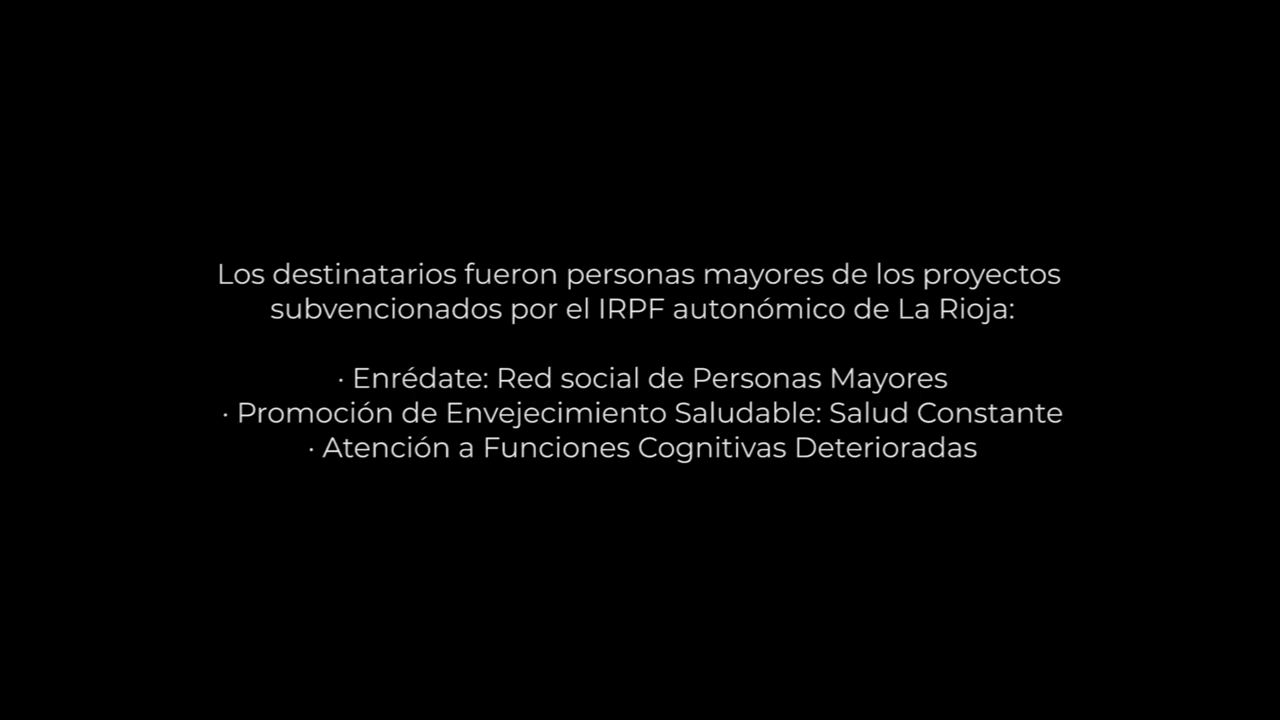 Los destinatarios fueron personas mayores de los proyectos
subvencionados por el IRPF autonómico de La Rioja:
· Enrédate: Red social de Personas Mayores
· Promoción de Envejecimiento Saludable: Salud Constante
· Atención a Funciones Cognitivas Deterioradas